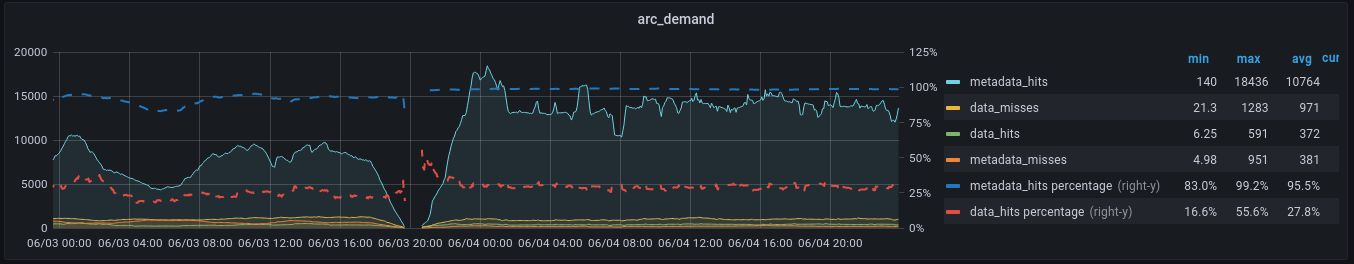 arc_demand
20000
15000
10000
5000
0
125%
100%
75%
50%
25%
0%
06/03 00:00 06/03 04:00 06/03 08:00 06/03 12:00 06/03 16:00 06/03 20:00 06/04 00:00 06/04 04:00 06/04 08:00 06/04 12:00 06/04 16:00 06/04 20:00
min max avg cur
metadata_hits 140 18436 10764
data_misses 21.3 1283 971
data_hits 6.25 591 372
metadata_misses 4.98 951 381
metadata_hits percentage (right-y) 83.0% 99.2% 95.5%
data_hits percentage (right-y) 16.6% 55.6% 27.8%